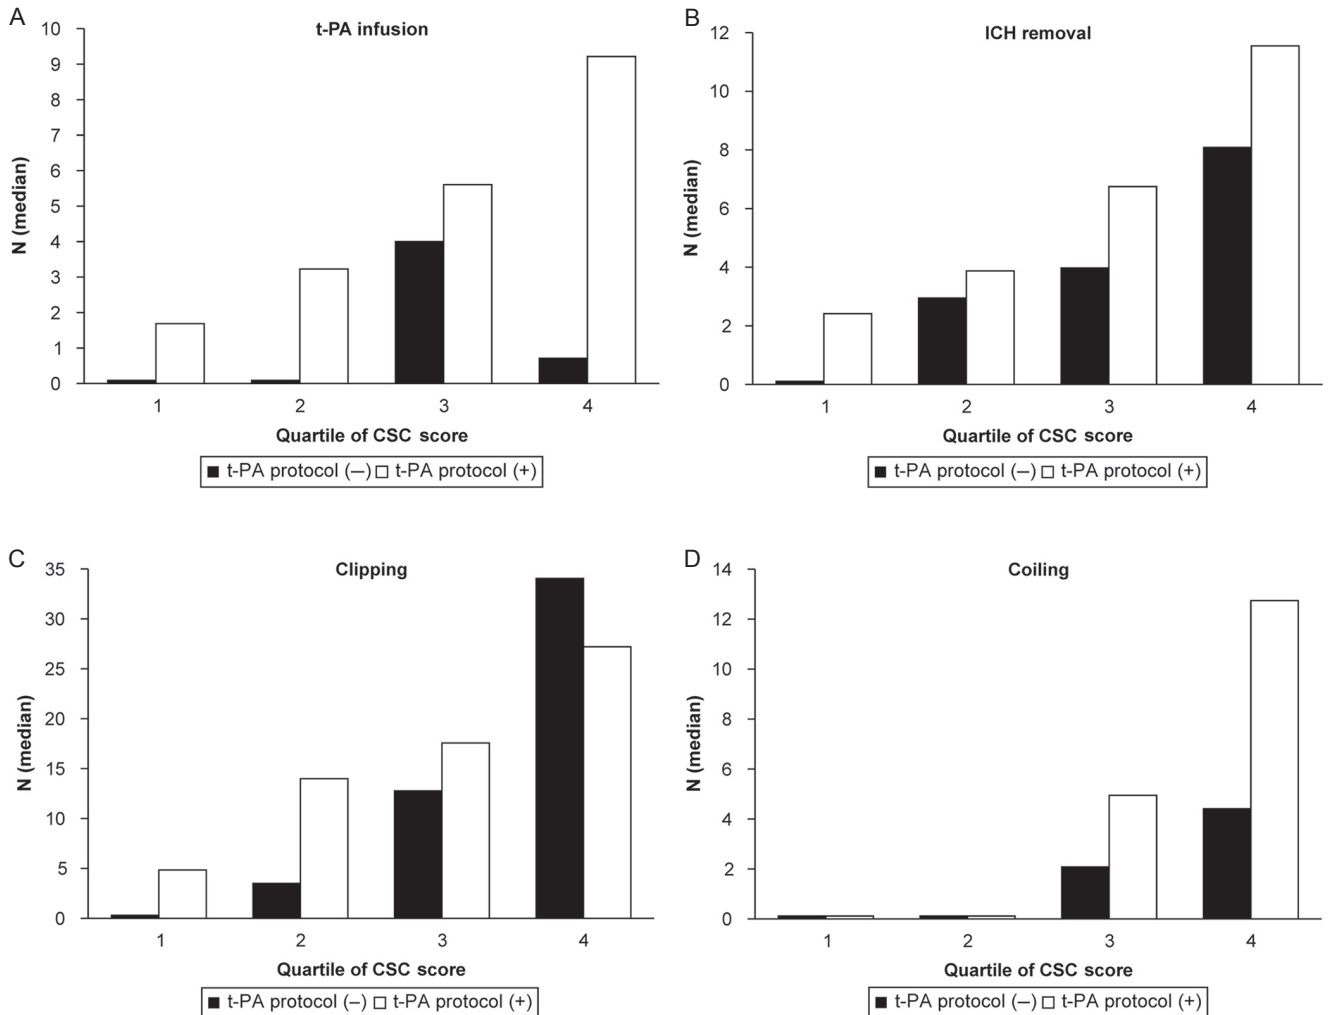 A
t-PA infusion
10
9
8
7
6
5
4
3
2
1
0
N (median)
1 2 3 4
Quartile of CSC score
■ t-PA protocol (–) □ t-PA protocol (+)
B
ICH removal
12
10
8
6
4
2
0
N (median)
1 2 3 4
Quartile of CSC score
■ t-PA protocol (–) □ t-PA protocol (+)
C
Clipping
35
30
25
20
15
10
5
0
N (median)
1 2 3 4
Quartile of CSC score
■ t-PA protocol (–) □ t-PA protocol (+)
D
Coiling
14
12
10
8
6
4
2
0
N (median)
1 2 3 4
Quartile of CSC score
■ t-PA protocol (–) □ t-PA protocol (+)